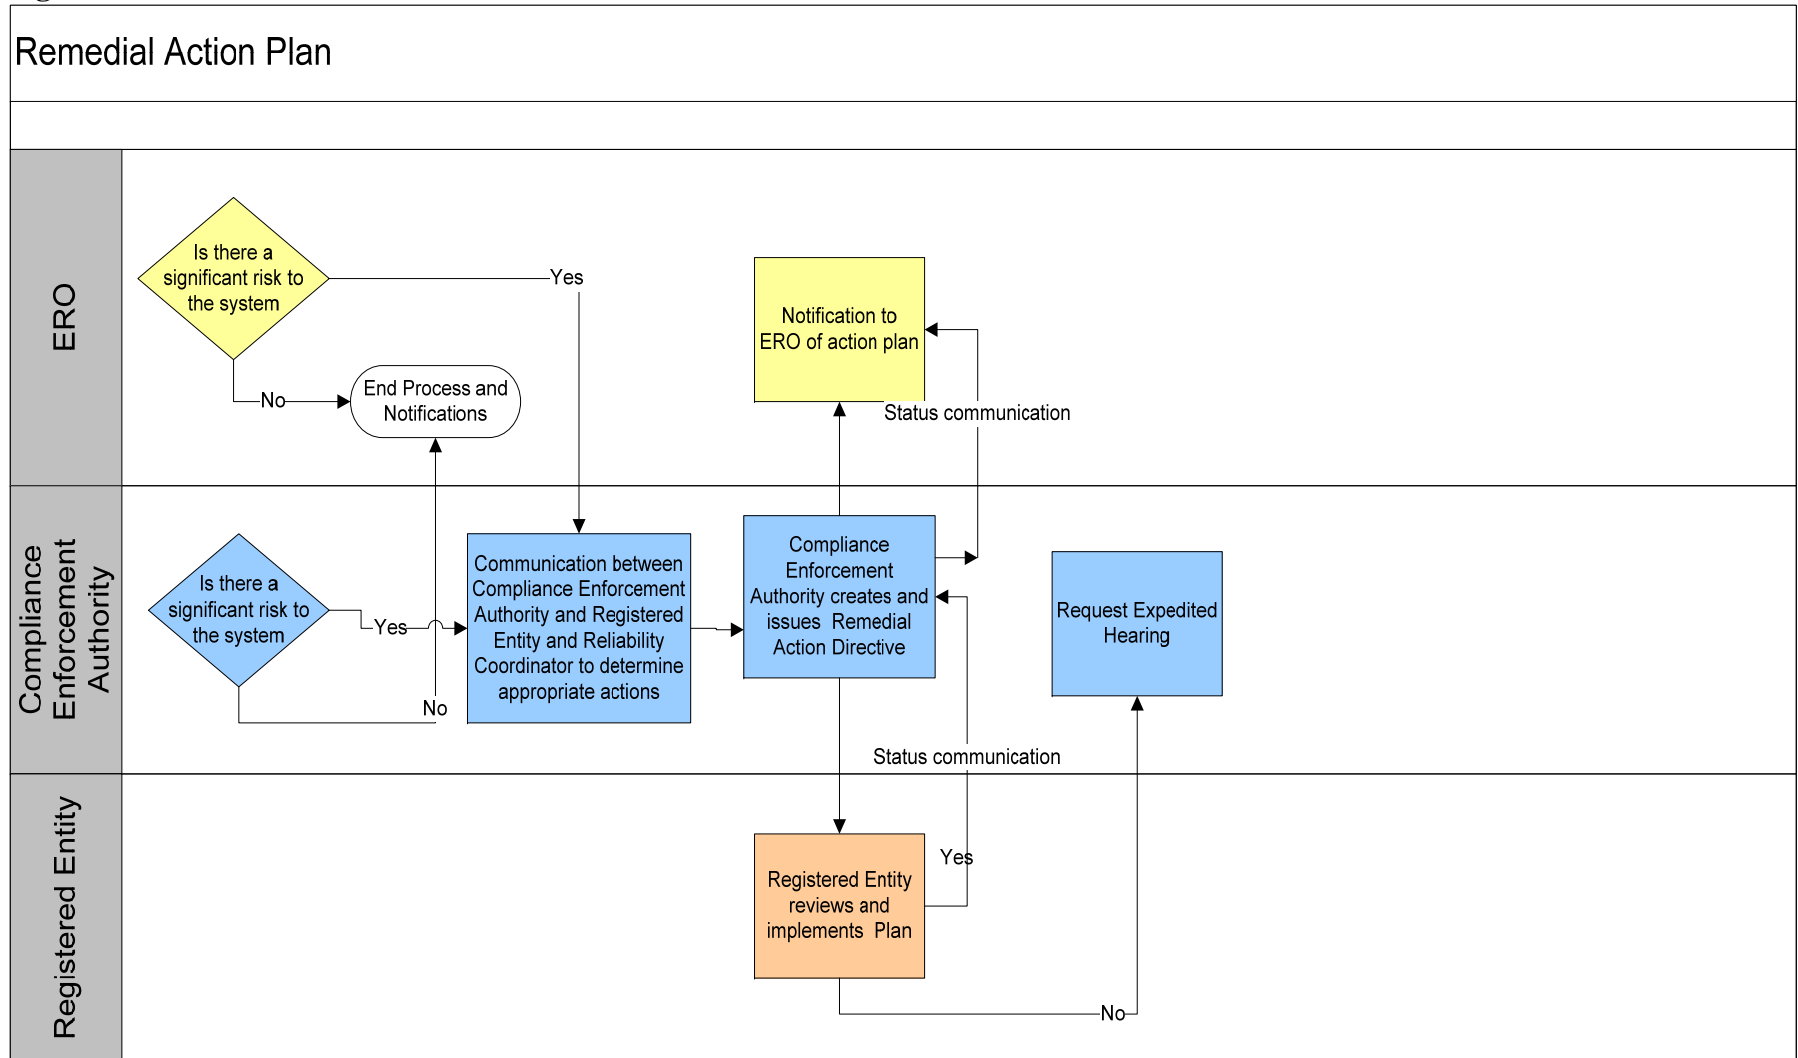 Remedial Action Plan
ERO
Is there a
significant risk to
the system
Yes
No
End Process and
Notifications
Notification to
ERO of action plan
Status communication
Compliance
Enforcement
Authority
Is there a
significant risk to
the system
Yes
No
Communication between
Compliance Enforcement
Authority and Registered
Entity and Reliability
Coordinator to determine
appropriate actions
Compliance
Enforcement
Authority creates and
issues Remedial
Action Directive
Request Expedited
Hearing
Status communication
Registered Entity
Registered Entity
reviews and
implements Plan
Yes
No